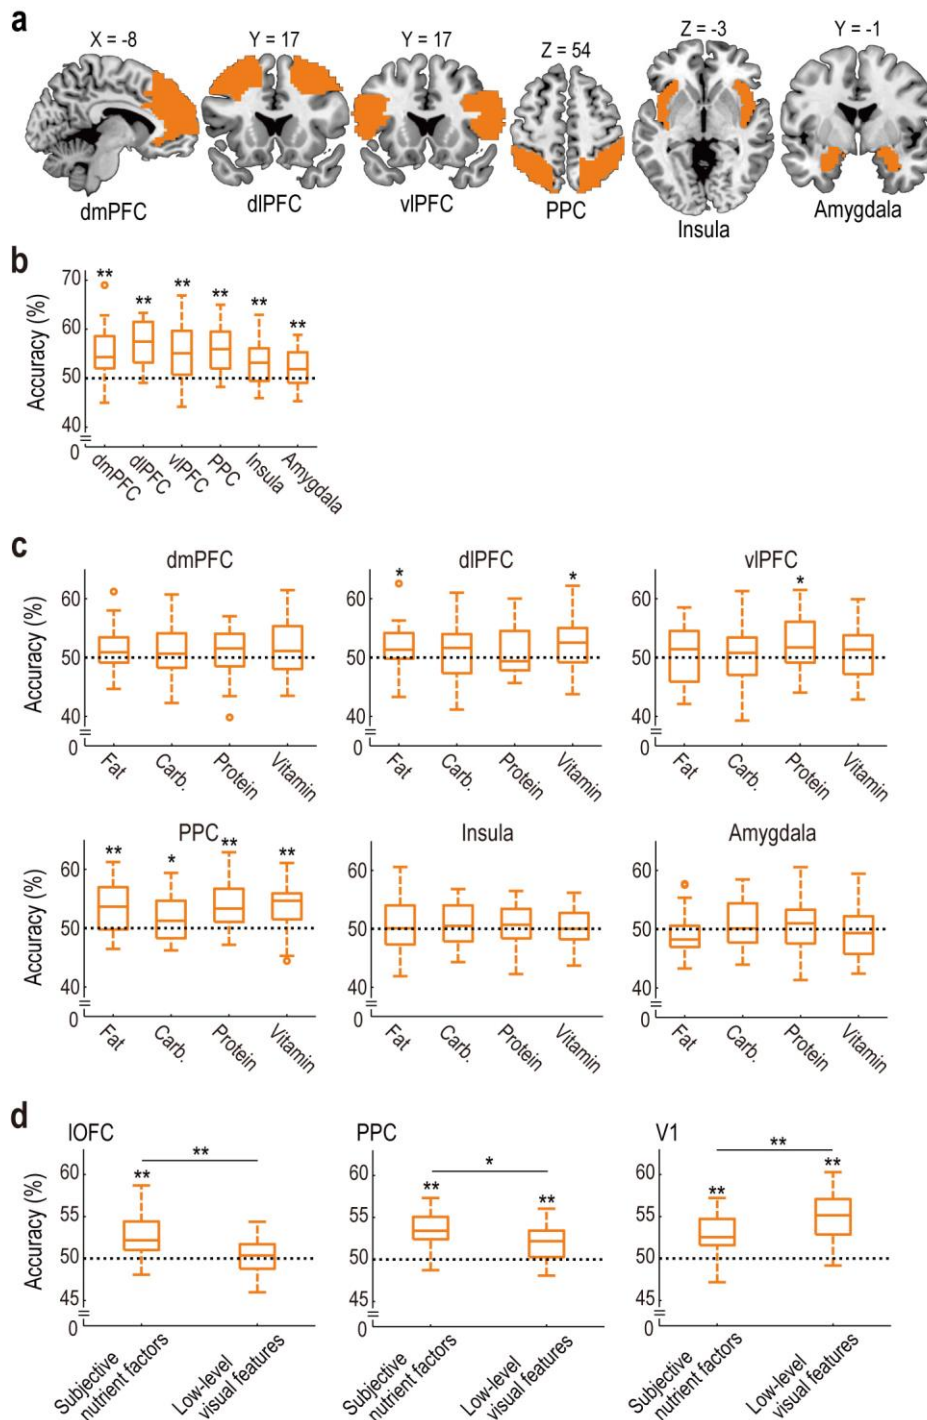 a
X = -8
Y = 17
Y = 17
Z = 54
Z = -3
Y = -1
dmPFC
dlPFC
vlPFC
PPC
Insula
Amygdala
b
Accuracy (%)
70
60
50
40
0
** ** ** ** ** **
dmPFC
dlPFC
vlPFC
PPC
Insula
Amygdala
c
dmPFC
Accuracy (%)
60
50
40
0
Fat
Carb.
Protein
Vitamin
dlPFC
* *
60
50
40
0
Fat
Carb.
Protein
Vitamin
vlPFC
*
60
50
40
0
Fat
Carb.
Protein
Vitamin
PPC
** * ** **
Accuracy (%)
60
50
40
0
Fat
Carb.
Protein
Vitamin
Insula
60
50
40
0
Fat
Carb.
Protein
Vitamin
Amygdala
60
50
40
0
Fat
Carb.
Protein
Vitamin
d
lOFC
**
**
Accuracy (%)
60
55
50
45
0
Subjective
nutrient factors
Low-level
visual features
PPC
*
** **
60
55
50
45
0
Subjective
nutrient factors
Low-level
visual features
V1
**
** **
60
55
50
45
0
Subjective
nutrient factors
Low-level
visual features